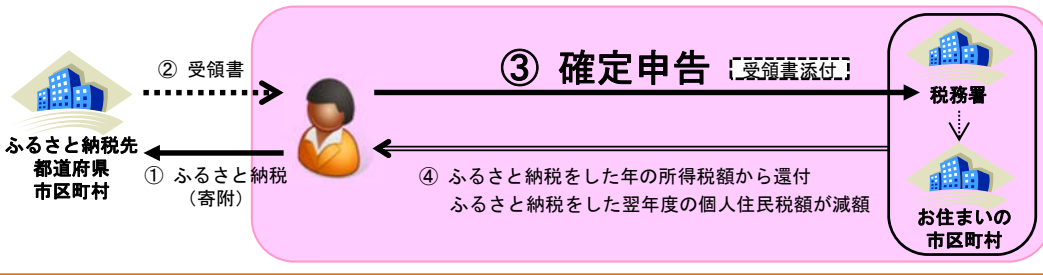 ② 受領書
③ 確定申告 受領書添付
税務署
ふるさと納税先
都道府県
市区町村
① ふるさと納税
（寄附）
④ ふるさと納税をした年の所得税額から還付
ふるさと納税をした翌年度の個人住民税額が減額
お住まいの
市区町村